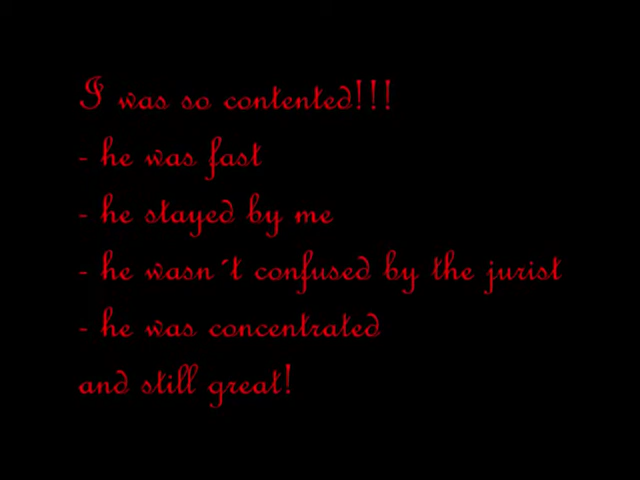 I was so contented!!!
- he was fast
- he stayed by me
- he wasn´t confused by the jurist
- he was concentrated
and still great!